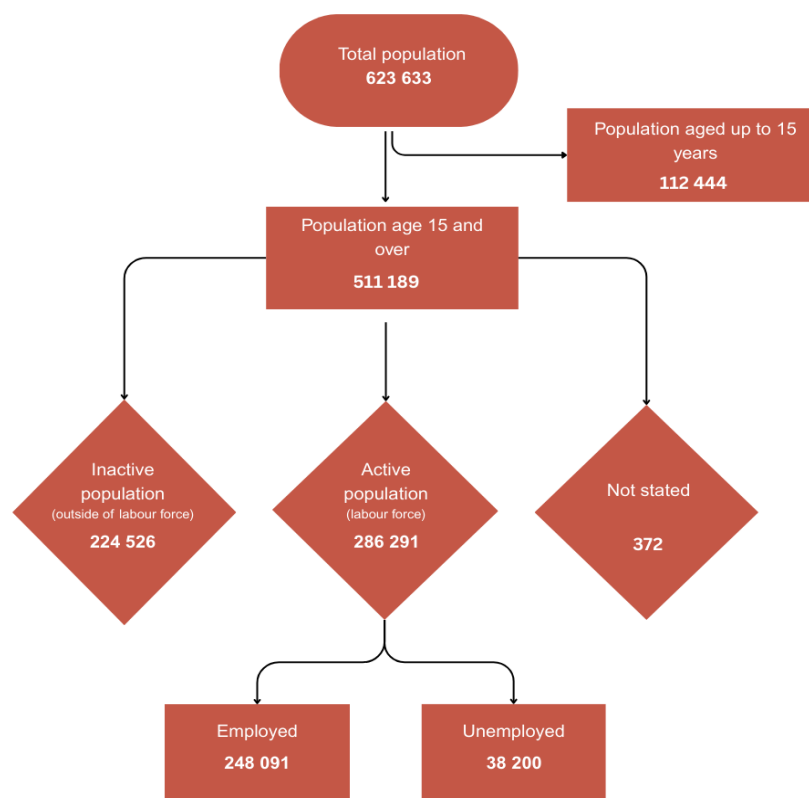 Total population
623 633
Population aged up to 15
years
112 444
Population age 15 and
over
511 189
Inactive
population
(outside of labour force)
224 526
Active
population
(labour force)
286 291
Not stated
372
Employed
248 091
Unemployed
38 200